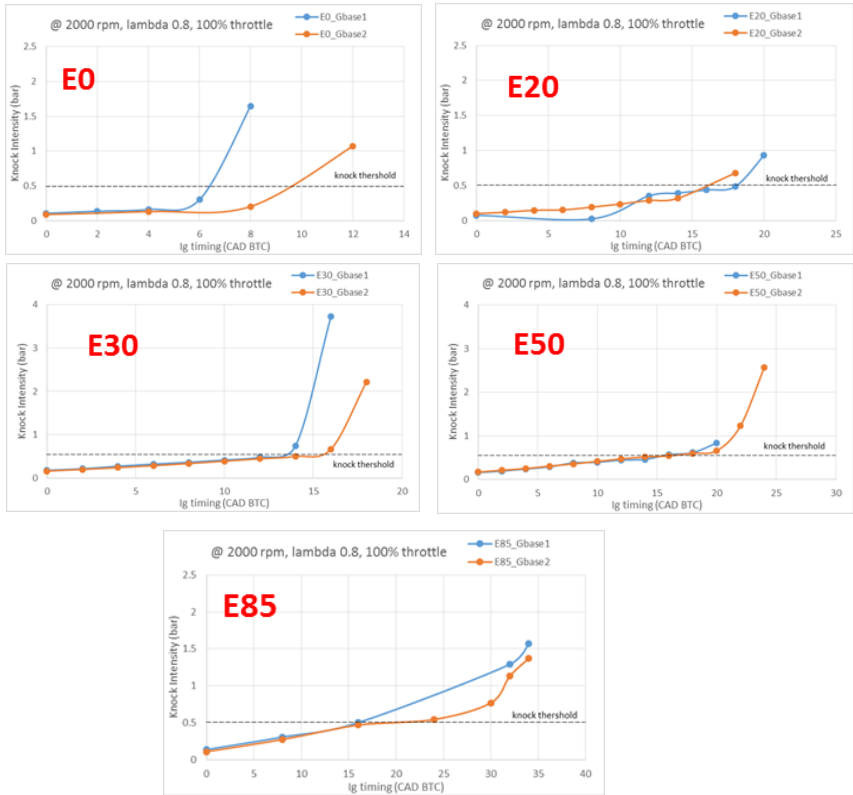 @ 2000 rpm, lambda 0.8, 100% throttle
E0_Gbase1
E0_Gbase2
E0
knock thershold
Knock Intensity (bar)
2.5
2
1.5
1
0.5
0
0 2 4 6 8 10 12 14
Ig timing (CAD BTC)
@ 2000 rpm, lambda 0.8, 100% throttle
E20_Gbase1
E20_Gbase2
E20
knock thershold
Knock Intensity (bar)
2.5
2
1.5
1
0.5
0
0 5 10 15 20 25
Ig timing (CAD BTC)
@ 2000 rpm, lambda 0.8, 100% throttle
E30_Gbase1
E30_Gbase2
E30
knock thershold
Knock Intensity (bar)
4
3
2
1
0
0 5 10 15 20
Ig timing (CAD BTC)
@ 2000 rpm, lambda 0.8, 100% throttle
E50_Gbase1
E50_Gbase2
E50
knock thershold
Knock Intensity (bar)
4
3
2
1
0
0 5 10 15 20 25 30
Ig timing (CAD BTC)
@ 2000 rpm, lambda 0.8, 100% throttle
E85_Gbase1
E85_Gbase2
E85
knock thershold
Knock Intensity (bar)
2.5
2
1.5
1
0.5
0
0 5 10 15 20 25 30 35 40
Ig timing (CAD BTC)